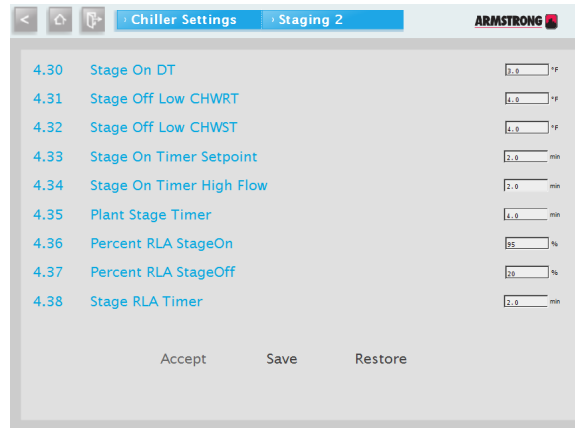 < › Chiller Settings › Staging 2 ARMSTRONG
4.30 Stage On DT 3.0 °F
4.31 Stage Off Low CHWRT 4.0 °F
4.32 Stage Off Low CHWST 4.0 °F
4.33 Stage On Timer Setpoint 2.0 min
4.34 Stage On Timer High Flow 2.0 min
4.35 Plant Stage Timer 4.0 min
4.36 Percent RLA StageOn 95 %
4.37 Percent RLA StageOff 20 %
4.38 Stage RLA Timer 2.0 min
Accept Save Restore